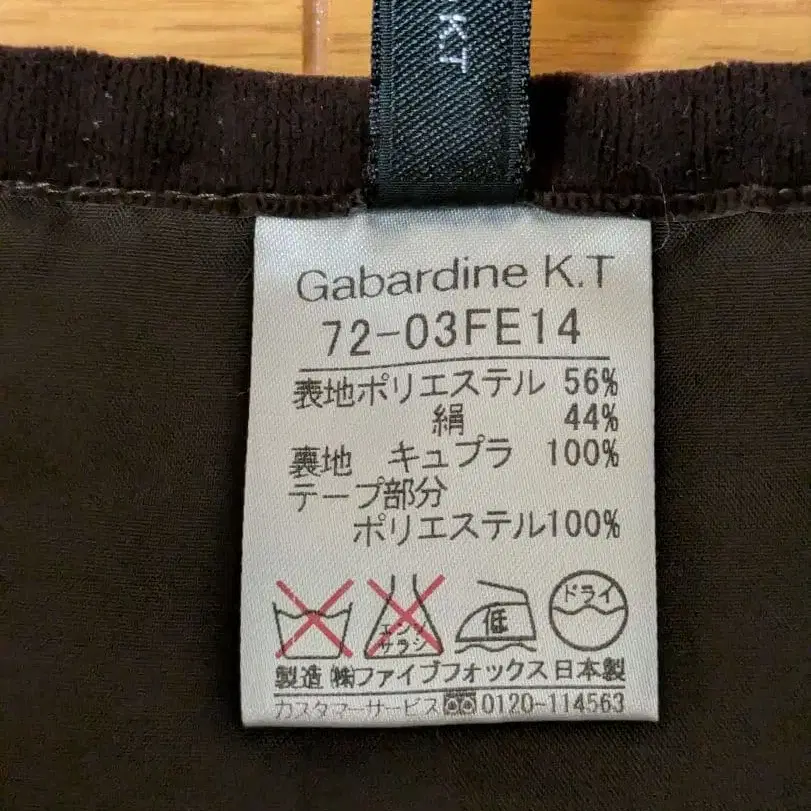 K.T
Gabardine K.T
72-03FE14
表地ポリエステル 56%
絹 44%
裏地 キュプラ 100%
テープ部分
ポリエステル100%
エンソ
サラシ
低
ドライ
製造 ㈱ファイブフォックス 日本製
カスタマーサービス 0120-114563